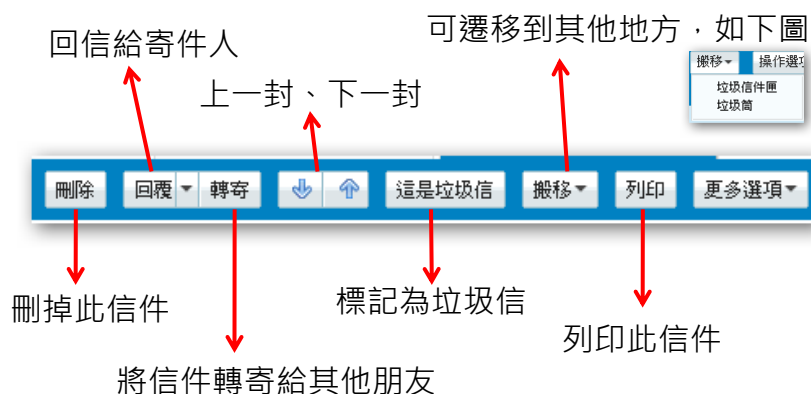 可遷移到其他地方，如下圖
回信給寄件人
搬移 操作選項
上一封、下一封
垃圾信件匣
垃圾筒
刪除 回覆 轉寄 這是垃圾信 搬移 列印 更多選項
刪掉此信件
標記為垃圾信
列印此信件
將信件轉寄給其他朋友